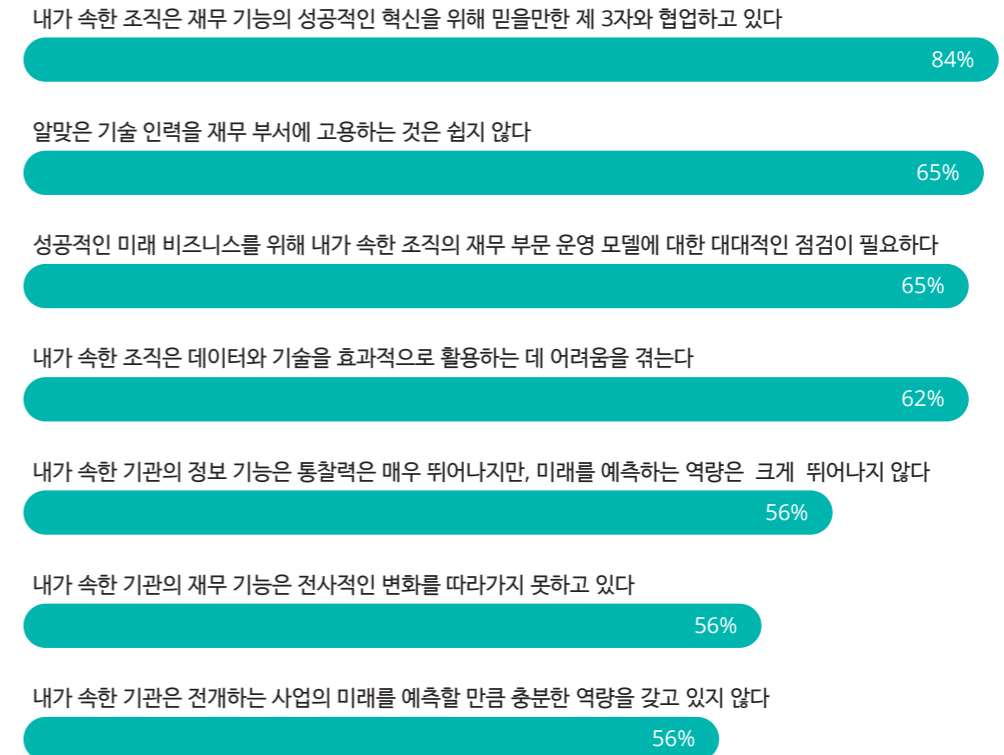 내가 속한 조직은 재무 기능의 성공적인 혁신을 위해 믿을만한 제 3자와 협업하고 있다
84%
알맞은 기술 인력을 재무 부서에 고용하는 것은 쉽지 않다
65%
성공적인 미래 비즈니스를 위해 내가 속한 조직의 재무 부문 운영 모델에 대한 대대적인 점검이 필요하다
65%
내가 속한 조직은 데이터와 기술을 효과적으로 활용하는 데 어려움을 겪는다
62%
내가 속한 기관의 정보 기능은 통찰력은 매우 뛰어나지만, 미래를 예측하는 역량은 크게 뛰어나지 않다
56%
내가 속한 기관의 재무 기능은 전사적인 변화를 따라가지 못하고 있다
56%
내가 속한 기관은 전개하는 사업의 미래를 예측할 만큼 충분한 역량을 갖고 있지 않다
56%